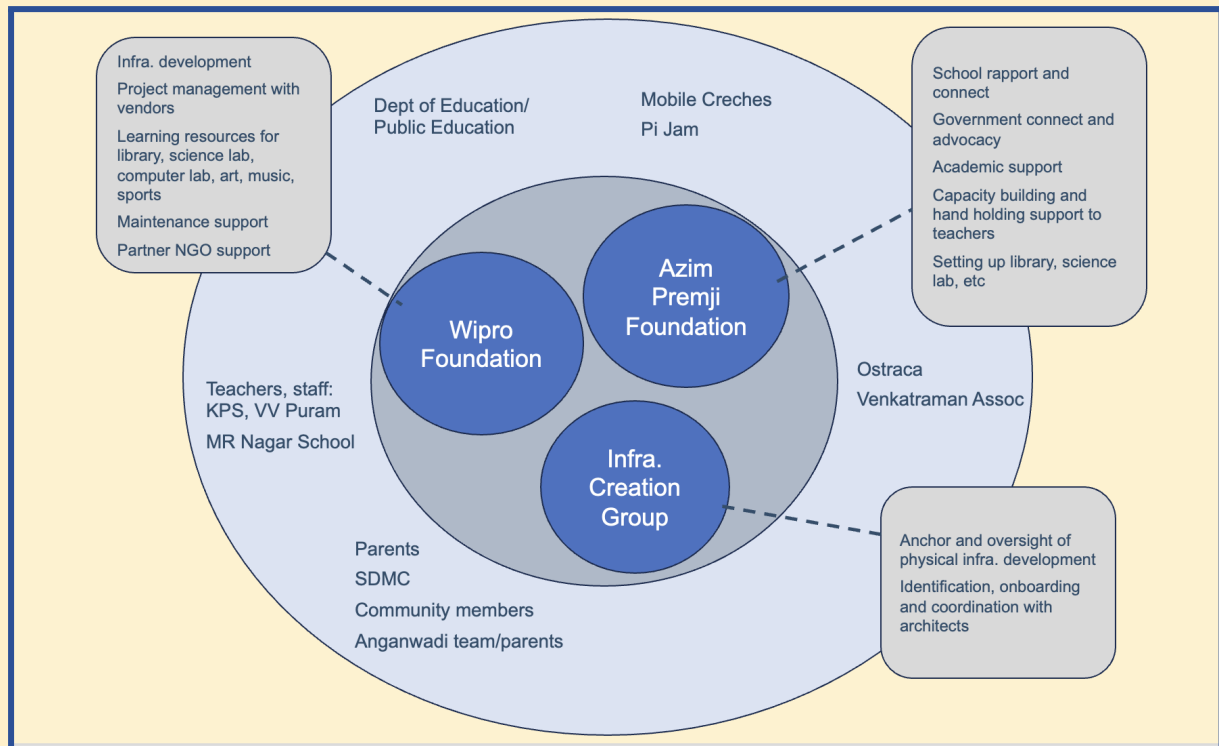 Infra. development
Project management with
vendors
Learning resources for
library, science lab,
computer lab, art, music,
sports
Maintenance support
Partner NGO support
Dept of Education/
Public Education
Mobile Creches
Pi Jam
School rapport and
connect
Government connect and
advocacy
Academic support
Capacity building and
hand holding support to
teachers
Setting up library, science
lab, etc
Azim
Premji
Foundation
Wipro
Foundation
Infra.
Creation
Group
Teachers, staff:
KPS, VV Puram
MR Nagar School
Ostraca
Venkatraman Assoc
Parents
SDMC
Community members
Anganwadi team/parents
Anchor and oversight of
physical infra. development
Identification, onboarding
and coordination with
architects